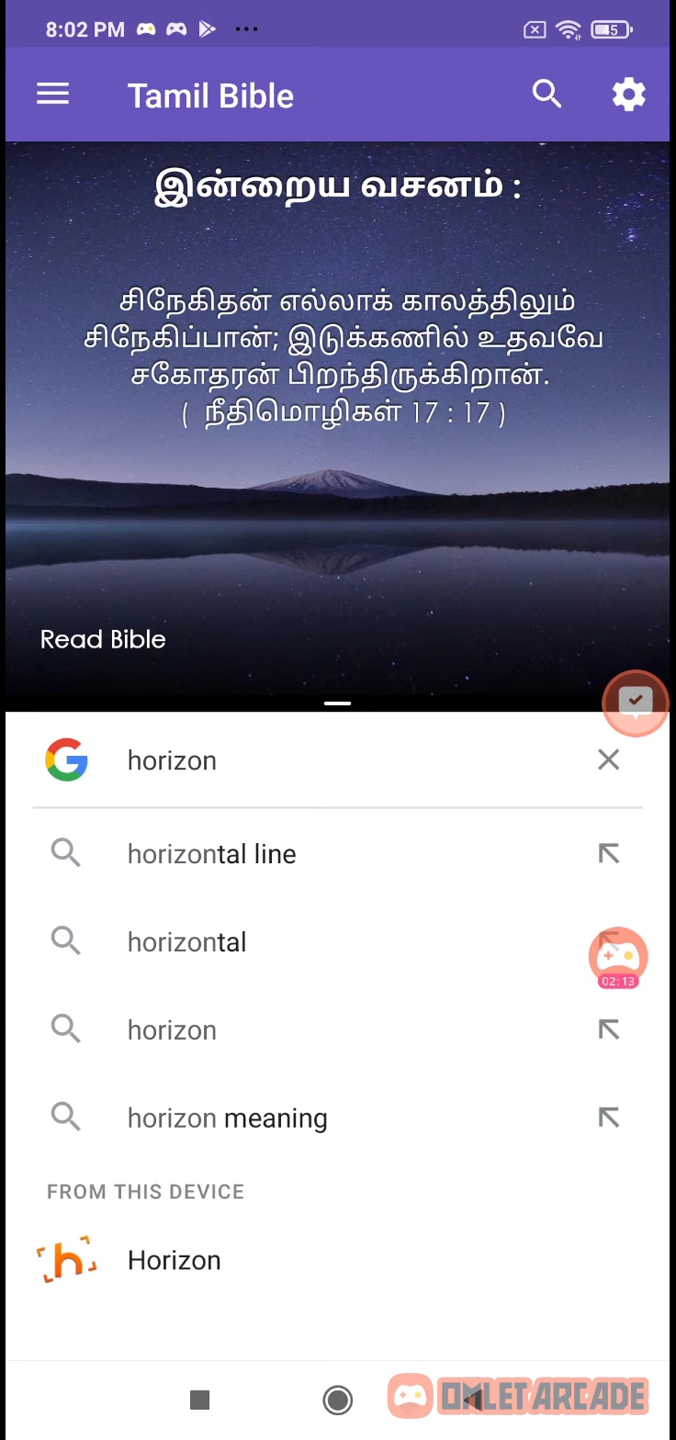 8:02 PM
5
Tamil Bible
இன்றைய வசனம் :
சிநேகிதன் எல்லாக் காலத்திலும்
சிநேகிப்பான்; இடுக்கணில் உதவவே
சகோதரன் பிறந்திருக்கிறான்.
( நீதிமொழிகள் 17 : 17 )
Read Bible
horizon
horizontal line
horizontal
02:13
horizon
horizon meaning
FROM THIS DEVICE
Horizon
OMLET ARCADE